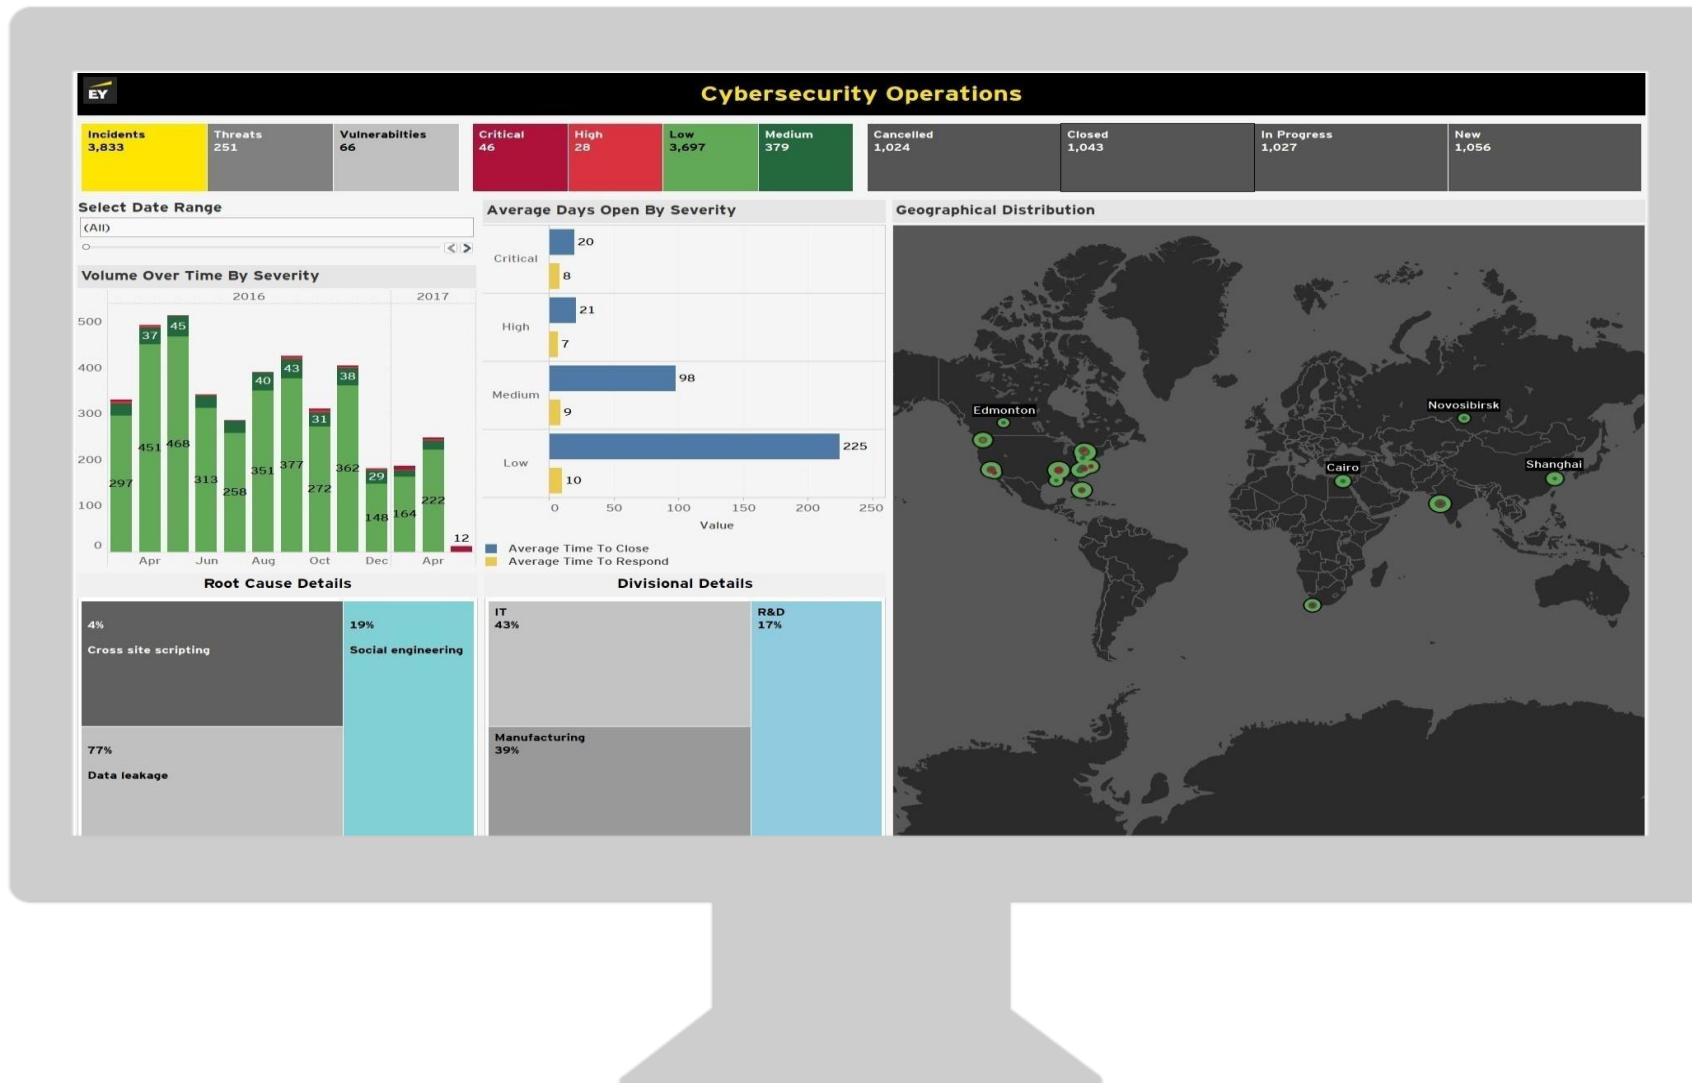 EY
Cybersecurity Operations
Incidents
3,833
Threats
251
Vulnerabilties
66
Critical
46
High
28
Low
3,697
Medium
379
Cancelled
1,024
Closed
1,043
In Progress
1,027
New
1,056
Select Date Range
(All)
Volume Over Time By Severity
2016
2017
500
400
300
200
100
0
297
451
37
468
45
313
258
351
40
377
43
272
31
362
38
148
29
164
222
12
Apr
Jun
Aug
Oct
Dec
Apr
Average Days Open By Severity
Critical
20
8
High
21
7
Medium
98
9
Low
225
10
0
50
100
150
200
250
Value
Average Time To Close
Average Time To Respond
Geographical Distribution
Edmonton
Novosibirsk
Cairo
Shanghai
Root Cause Details
4%
Cross site scripting
19%
Social engineering
77%
Data leakage
Divisional Details
IT
43%
R&D
17%
Manufacturing
39%